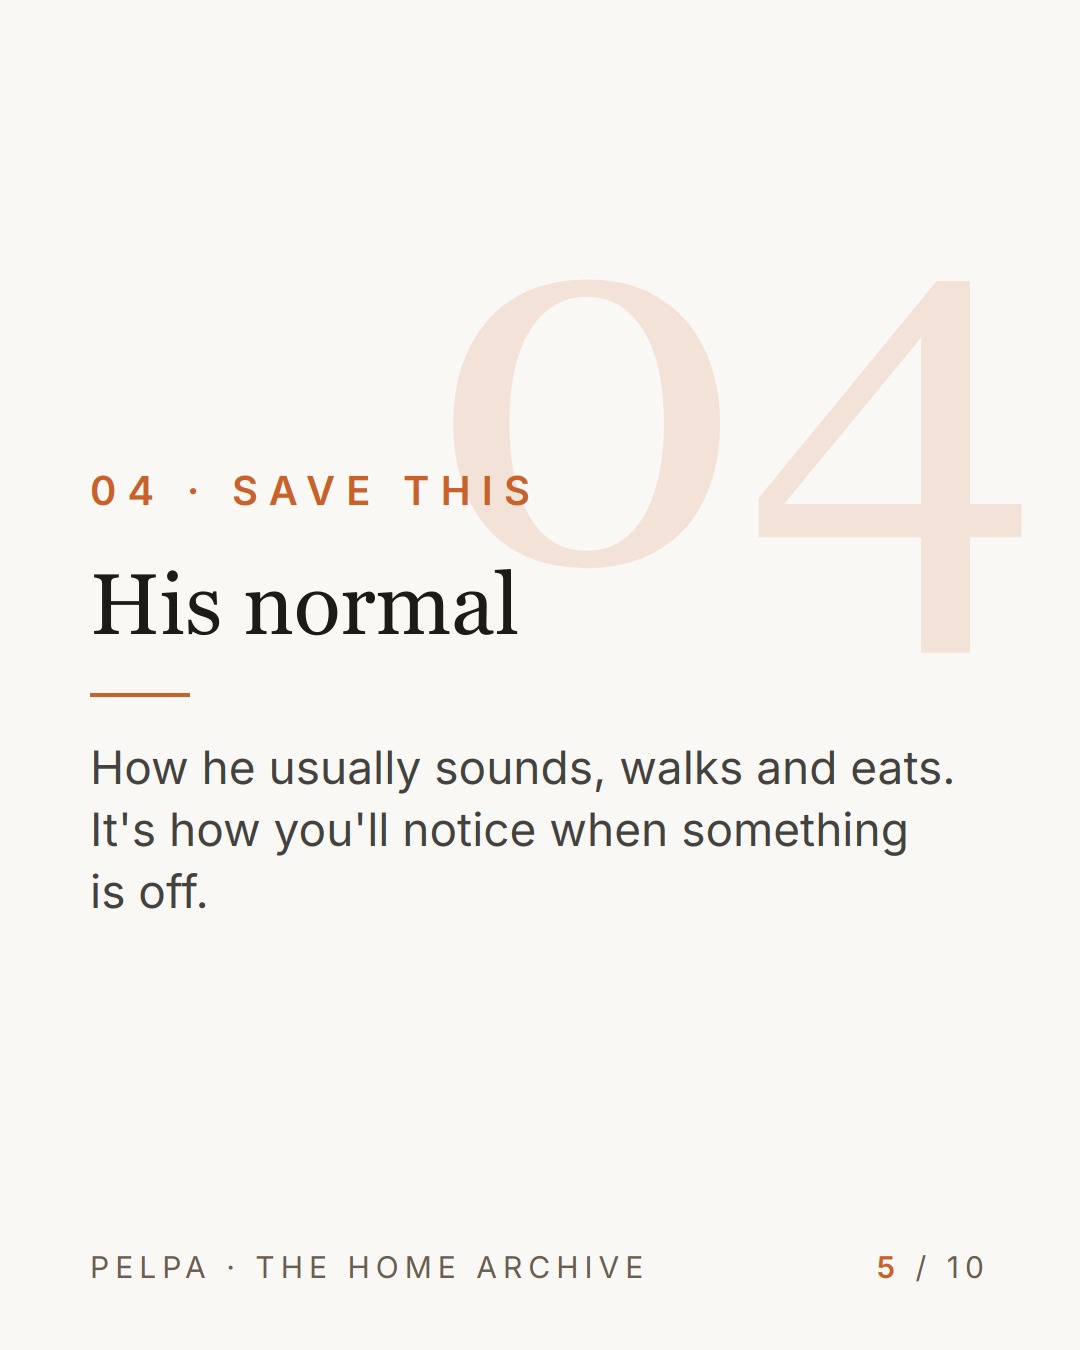 04
04 · SAVE THIS
His normal
How he usually sounds, walks and eats.
It's how you'll notice when something
is off.
PELPA · THE HOME ARCHIVE
5 / 10